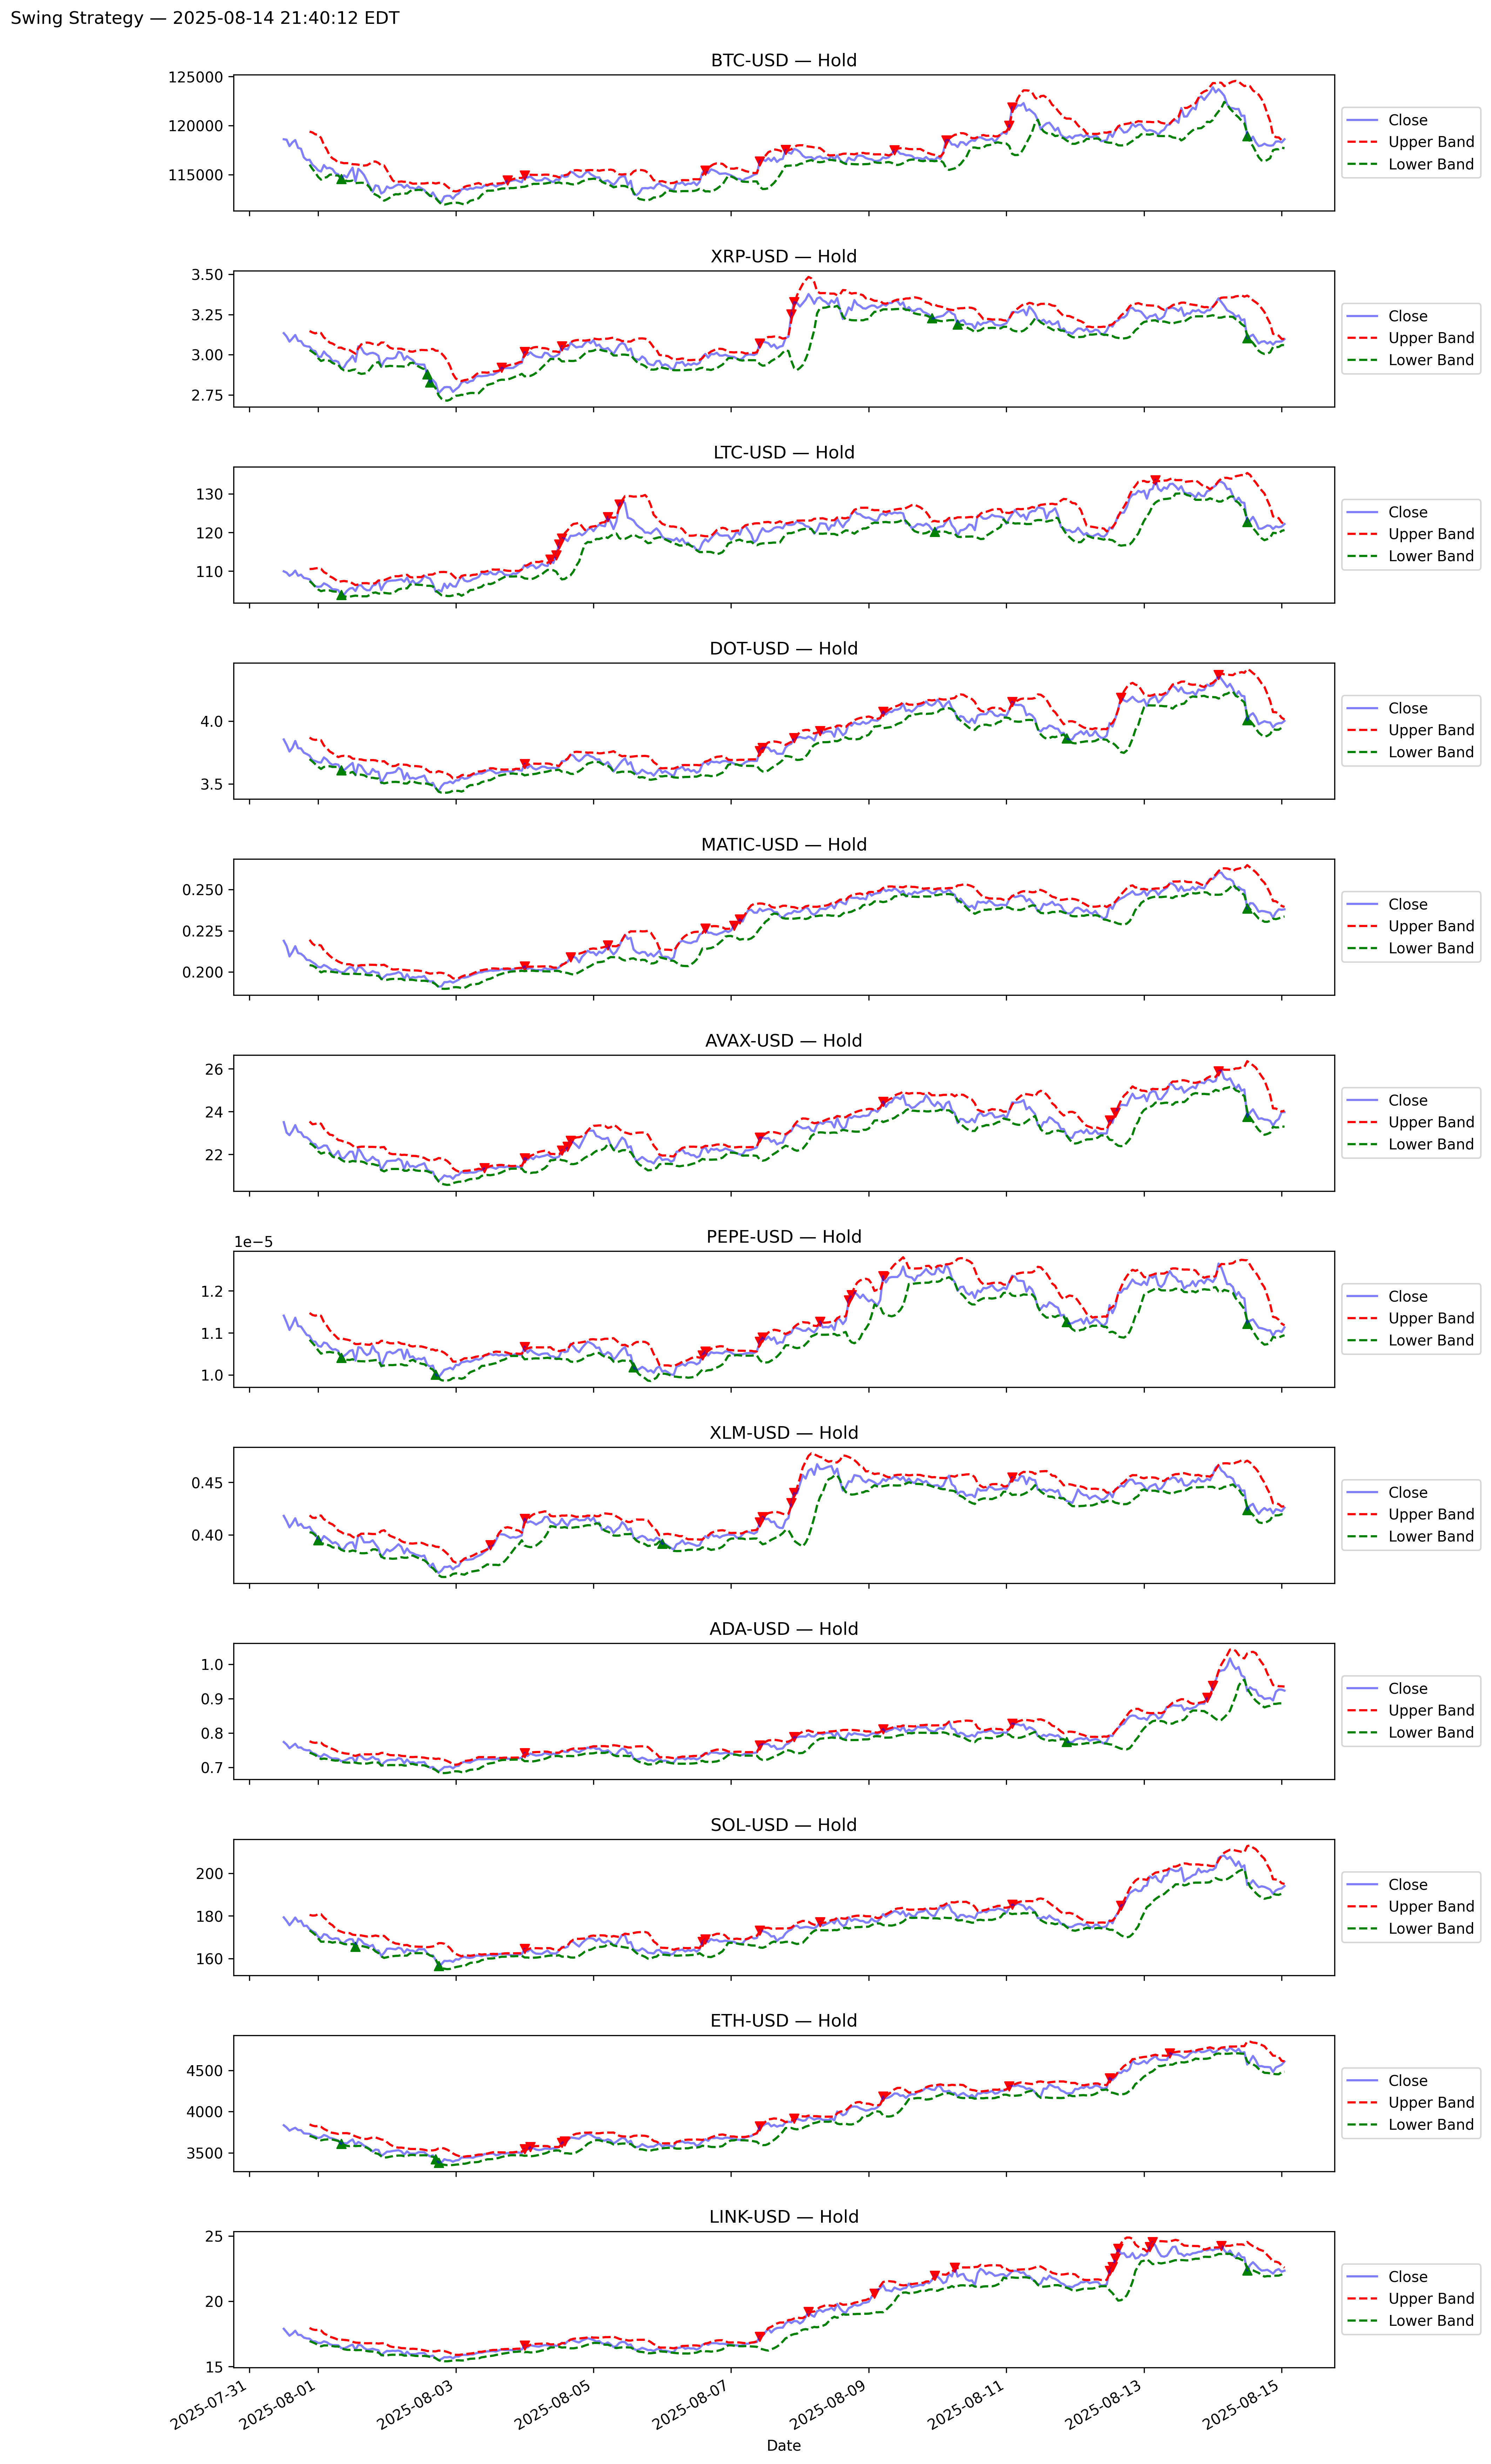 Swing Strategy — 2025-08-14 21:40:12 EDT
BTC-USD — Hold
125000
120000
115000
Close
Upper Band
Lower Band
XRP-USD — Hold
3.50
3.25
3.00
2.75
Close
Upper Band
Lower Band
LTC-USD — Hold
130
120
110
Close
Upper Band
Lower Band
DOT-USD — Hold
4.0
3.5
Close
Upper Band
Lower Band
MATIC-USD — Hold
0.250
0.225
0.200
Close
Upper Band
Lower Band
AVAX-USD — Hold
26
24
22
Close
Upper Band
Lower Band
PEPE-USD — Hold
1e−5
1.2
1.1
1.0
Close
Upper Band
Lower Band
XLM-USD — Hold
0.45
0.40
Close
Upper Band
Lower Band
ADA-USD — Hold
1.0
0.9
0.8
0.7
Close
Upper Band
Lower Band
SOL-USD — Hold
200
180
160
Close
Upper Band
Lower Band
ETH-USD — Hold
4500
4000
3500
Close
Upper Band
Lower Band
LINK-USD — Hold
25
20
15
Close
Upper Band
Lower Band
2025-07-31
2025-08-01
2025-08-03
2025-08-05
2025-08-07
2025-08-09
2025-08-11
2025-08-13
2025-08-15
Date